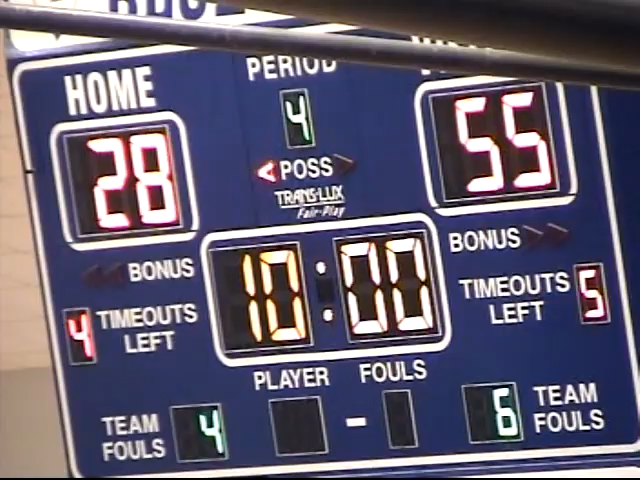 PERIOD
HOME
4
28
55
< POSS >
TRANS-LUX
Fair-Play
BONUS
BONUS
10:00
TIMEOUTS
LEFT
4
TIMEOUTS
LEFT
5
PLAYER FOULS
TEAM
FOULS
4
-
6
TEAM
FOULS